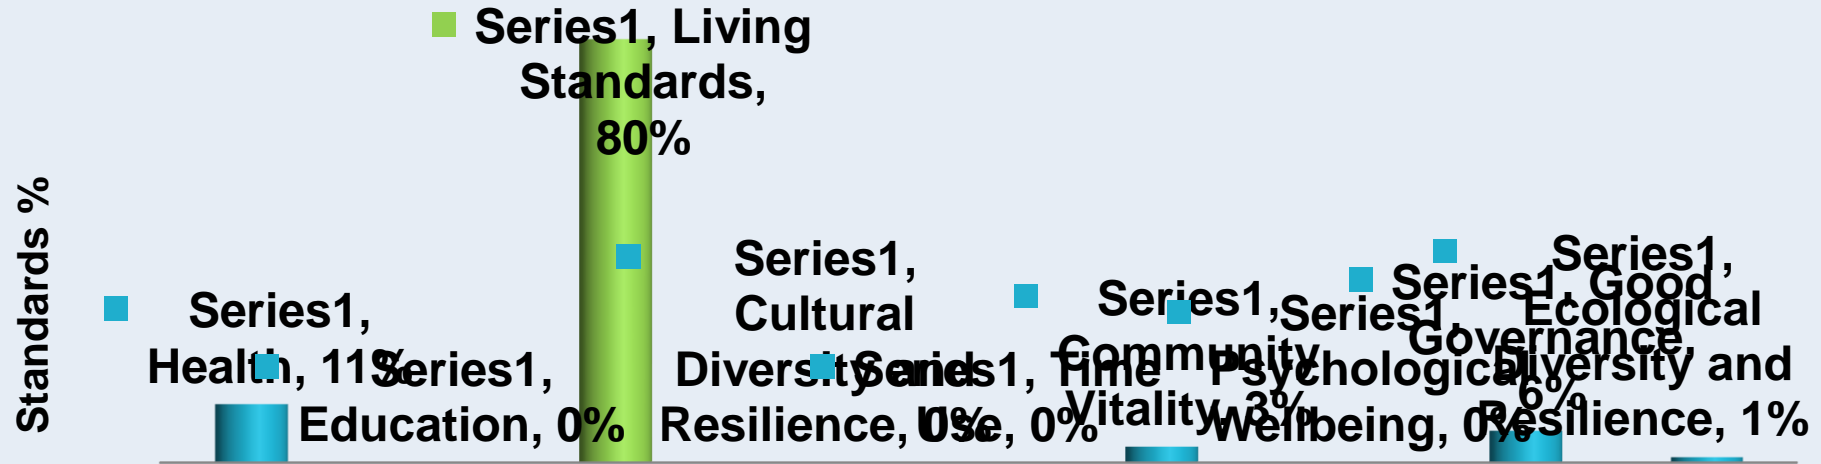 Standards %
Series1,
Health, 11%
Series1,
Education, 0%
Series1, Living
Standards,
80%
Series1,
Cultural
Diversity and
Resilience, 0%
Series1, Time
Use, 0%
Series1,
Community
Vitality, 3%
Series1,
Psychological
Wellbeing, 0%
Series1, Good
Governance,
6%
Series1,
Ecological
Diversity and
Resilience, 1%